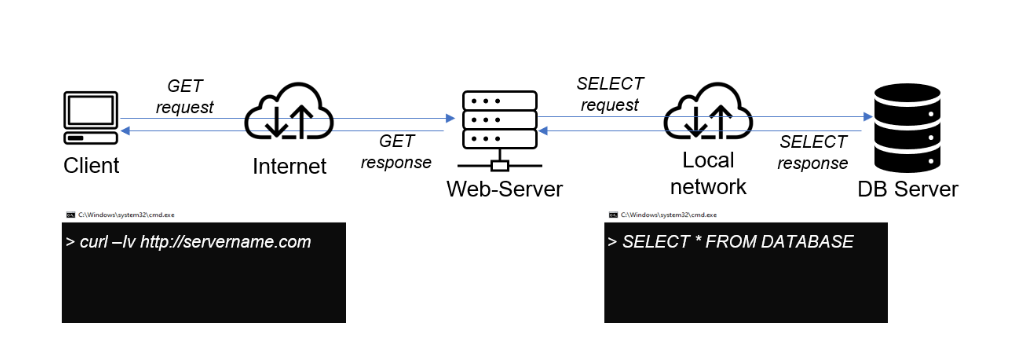 GET
request
SELECT
request
GET
response
SELECT
response
Client
Internet
Web-Server
Local
network
DB Server
C:\Windows\system32\cmd.exe
> curl –Iv http://servername.com
C:\Windows\system32\cmd.exe
> SELECT * FROM DATABASE